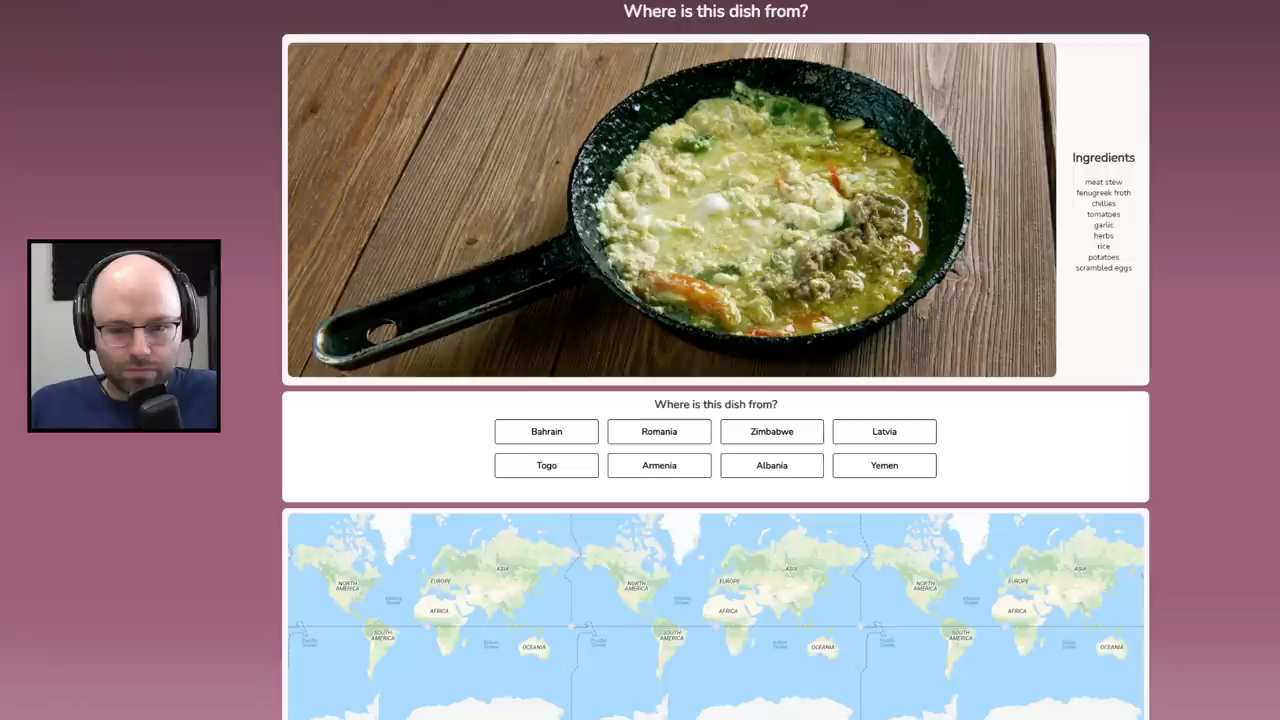 Where is this dish from?
Ingredients
meat stew
fenugreek froth
chillies
tomatoes
garlic
herbs
rice
potatoes
scrambled eggs
Where is this dish from?
Bahrain
Romania
Zimbabwe
Latvia
Togo
Armenia
Albania
Yemen
ASIA
ASIA
ASIA
EUROPE
EUROPE
EUROPE
NORTH
AMERICA
NORTH
AMERICA
NORTH
AMERICA
AFRICA
AFRICA
AFRICA
SOUTH
AMERICA
SOUTH
AMERICA
SOUTH
AMERICA
OCEANIA
OCEANIA
OCEANIA